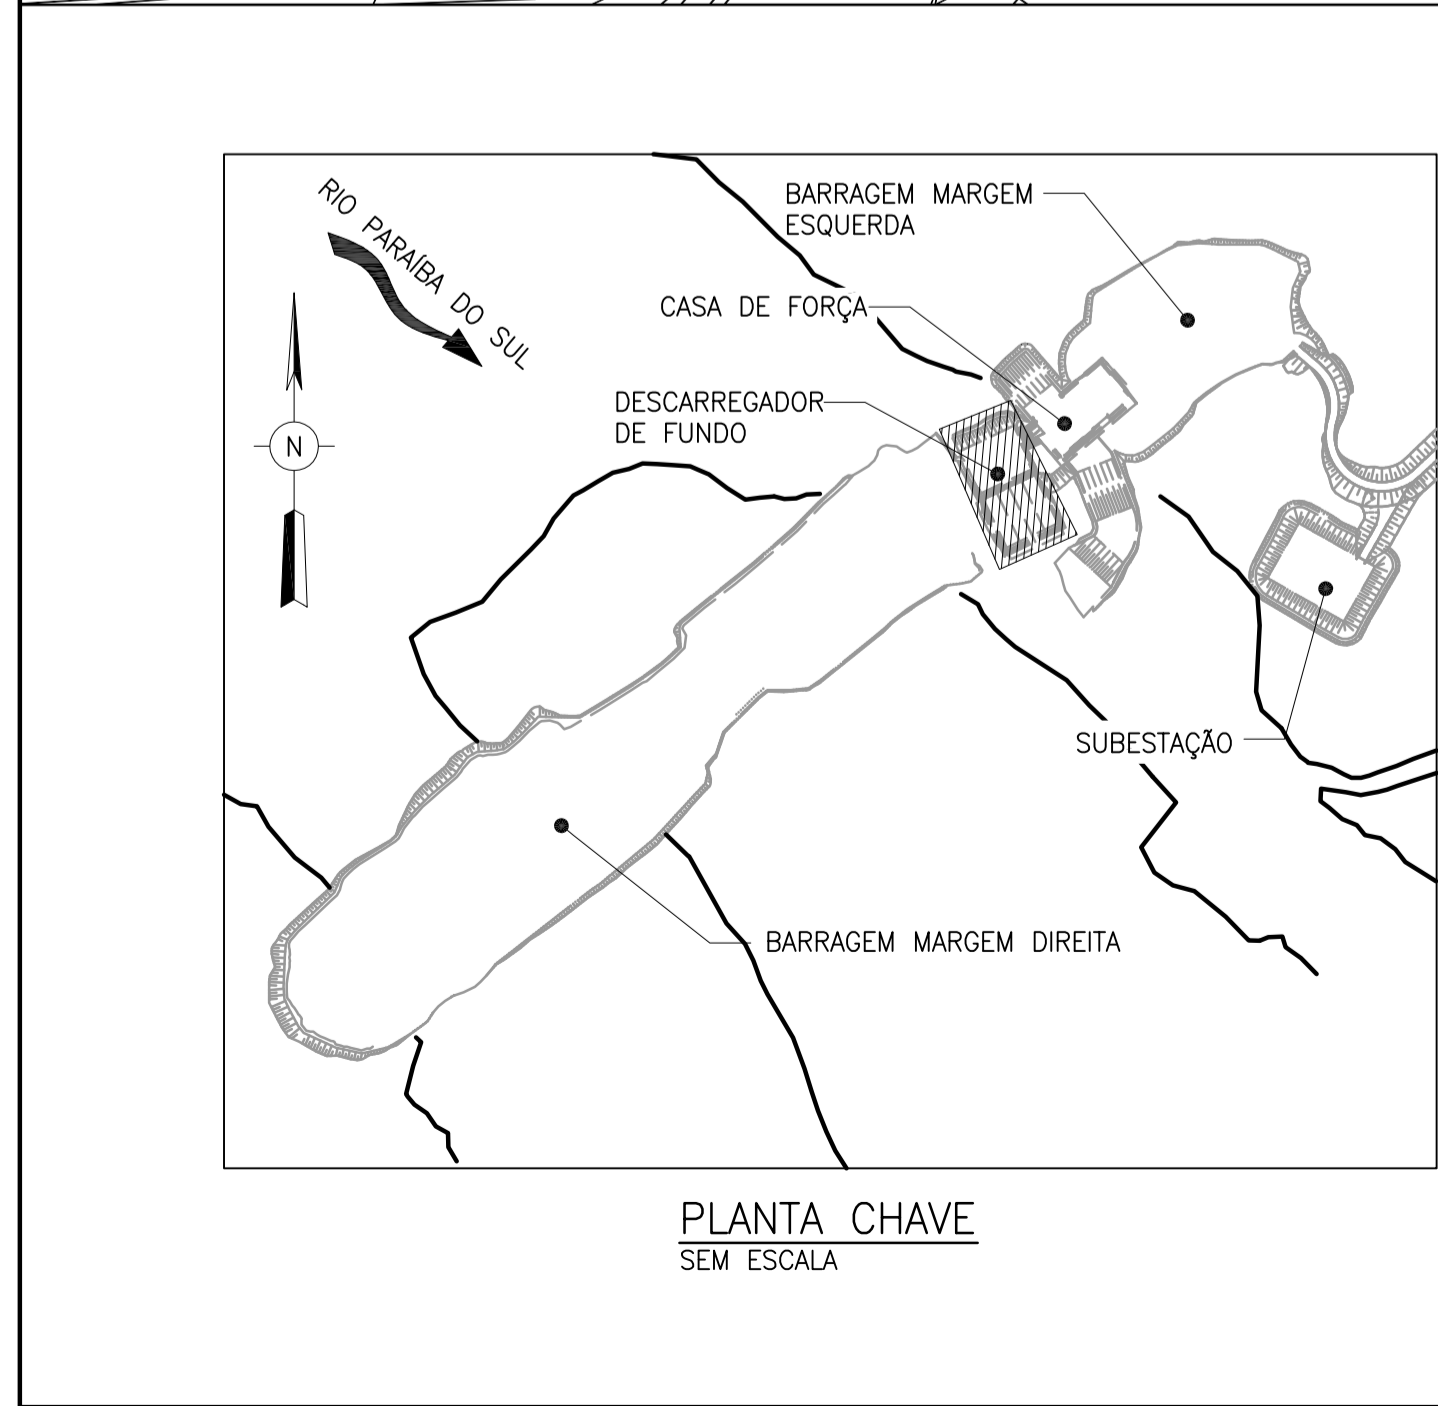 RIO PARAÍBA DO SUL
N
BARRAGEM MARGEM
ESQUERDA
CASA DE FORÇA
DESCARREGADOR
DE FUNDO
SUBESTAÇÃO
BARRAGEM MARGEM DIREITA
PLANTA CHAVE
SEM ESCALA